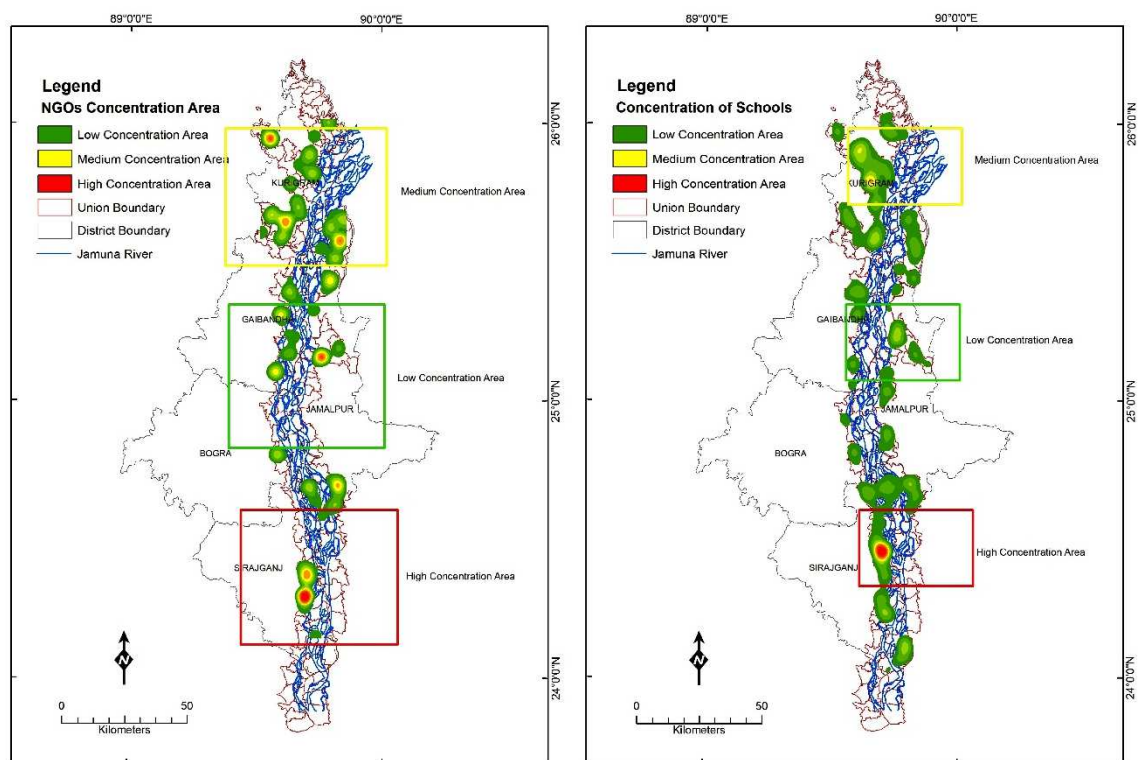 89°0'0"E
90°0'0"E
Legend
NGOs Concentration Area
Low Concentration Area
Medium Concentration Area
High Concentration Area
Union Boundary
District Boundary
Jamuna River
KURIGRAM
Medium Concentration Area
GAIBANDHA
Low Concentration Area
JAMALPUR
BOGRA
SIRAJGANJ
High Concentration Area
N
0
50
Kilometers
26°0'0"N
25°0'0"N
24°0'0"N
89°0'0"E
90°0'0"E
Legend
Concentration of Schools
Low Concentration Area
Medium Concentration Area
High Concentration Area
Union Boundary
District Boundary
Jamuna River
KURIGRAM
Medium Concentration Area
GAIBANDHA
Low Concentration Area
JAMALPUR
BOGRA
SIRAJGANJ
High Concentration Area
N
0
50
Kilometers
26°0'0"N
25°0'0"N
24°0'0"N